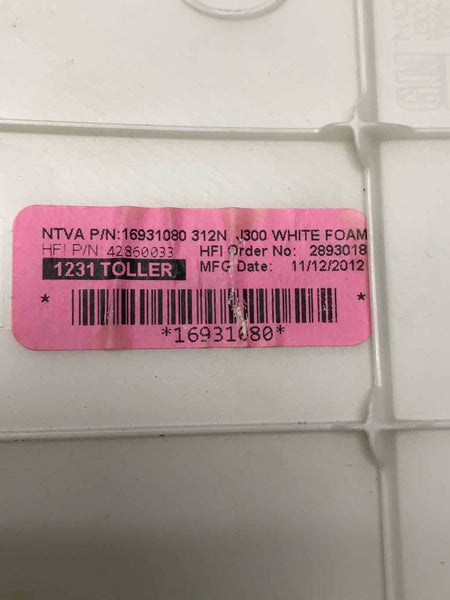 GM
NTVA P/N:16931080 312N J300 WHITE FOAM
HFI P/N 42860033 HFI Order No: 2893018
1231 TOLLER MFG Date: 11/12/2012
* *
*16931080*